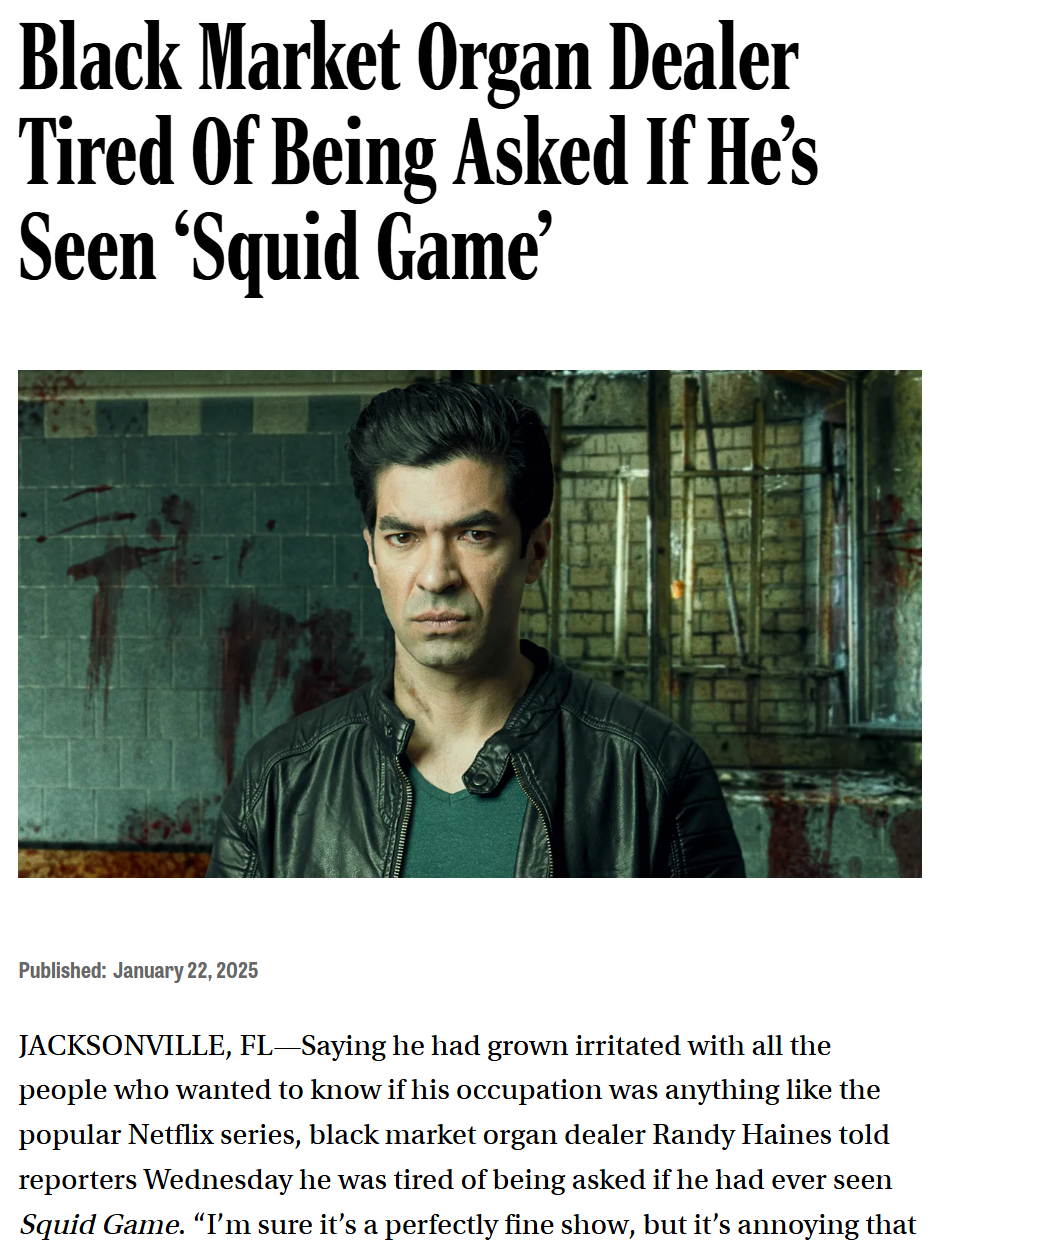 Black Market Organ Dealer
Tired Of Being Asked If He’s
Seen ‘Squid Game’
Published: January 22, 2025
JACKSONVILLE, FL—Saying he had grown irritated with all the
people who wanted to know if his occupation was anything like the
popular Netflix series, black market organ dealer Randy Haines told
reporters Wednesday he was tired of being asked if he had ever seen
Squid Game. “I’m sure it’s a perfectly fine show, but it’s annoying that